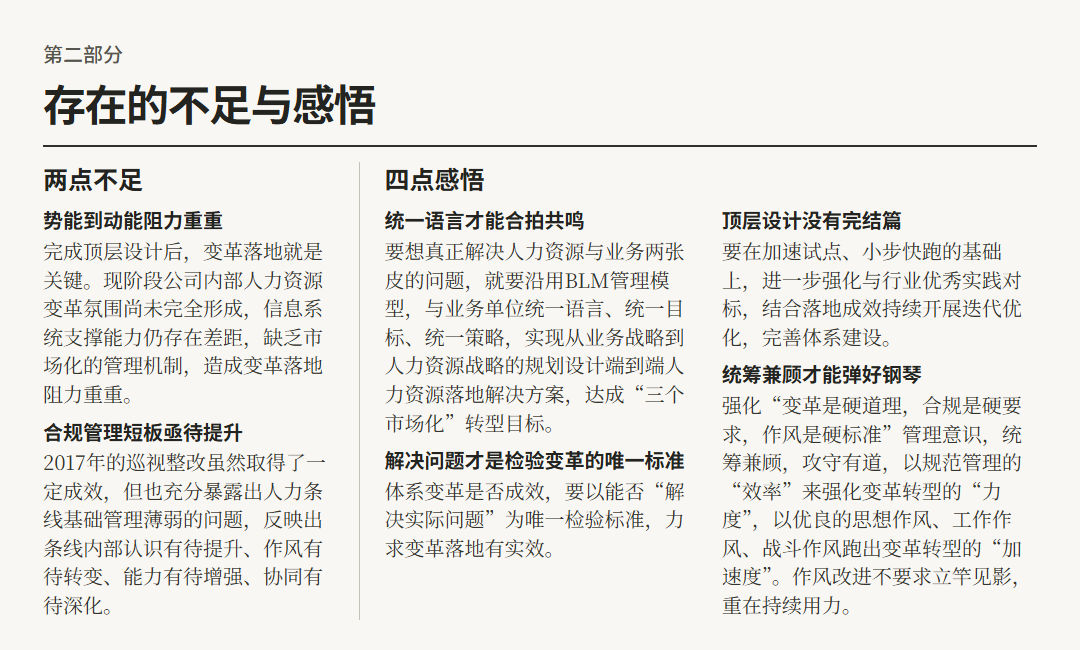 第二部分
存在的不足与感悟
两点不足
势能到动能阻力重重
完成顶层设计后，变革落地就是
关键。现阶段公司内部人力资源
变革氛围尚未完全形成，信息系
统支撑能力仍存在差距，缺乏市
场化的管理机制，造成变革落地
阻力重重。
合规管理短板亟待提升
2017年的巡视整改虽然取得了一
定成效，但也充分暴露出人力条
线基础管理薄弱的问题，反映出
条线内部认识有待提升、作风有
待转变、能力有待增强、协同有
待深化。
四点感悟
统一语言才能合拍共鸣
要想真正解决人力资源与业务两张
皮的问题，就要沿用BLM管理模
型，与业务单位统一语言、统一目
标、统一策略，实现从业务战略到
人力资源战略的规划设计端到端人
力资源落地解决方案，达成“三个
市场化”转型目标。
解决问题才是检验变革的唯一标准
体系变革是否成效，要以能否“解
决实际问题”为唯一检验标准，力
求变革落地有实效。
顶层设计没有完结篇
要在加速试点、小步快跑的基础
上，进一步强化与行业优秀实践对
标，结合落地成效持续开展迭代优
化，完善体系建设。
统筹兼顾才能弹好钢琴
强化“变革是硬道理，合规是硬要
求，作风是硬标准”管理意识，统
筹兼顾，攻守有道，以规范管理的
“效率”来强化变革转型的“力
度”，以优良的思想作风、工作作
风、战斗作风跑出变革转型的“加
速度”。作风改进不要求立竿见影，
重在持续用力。